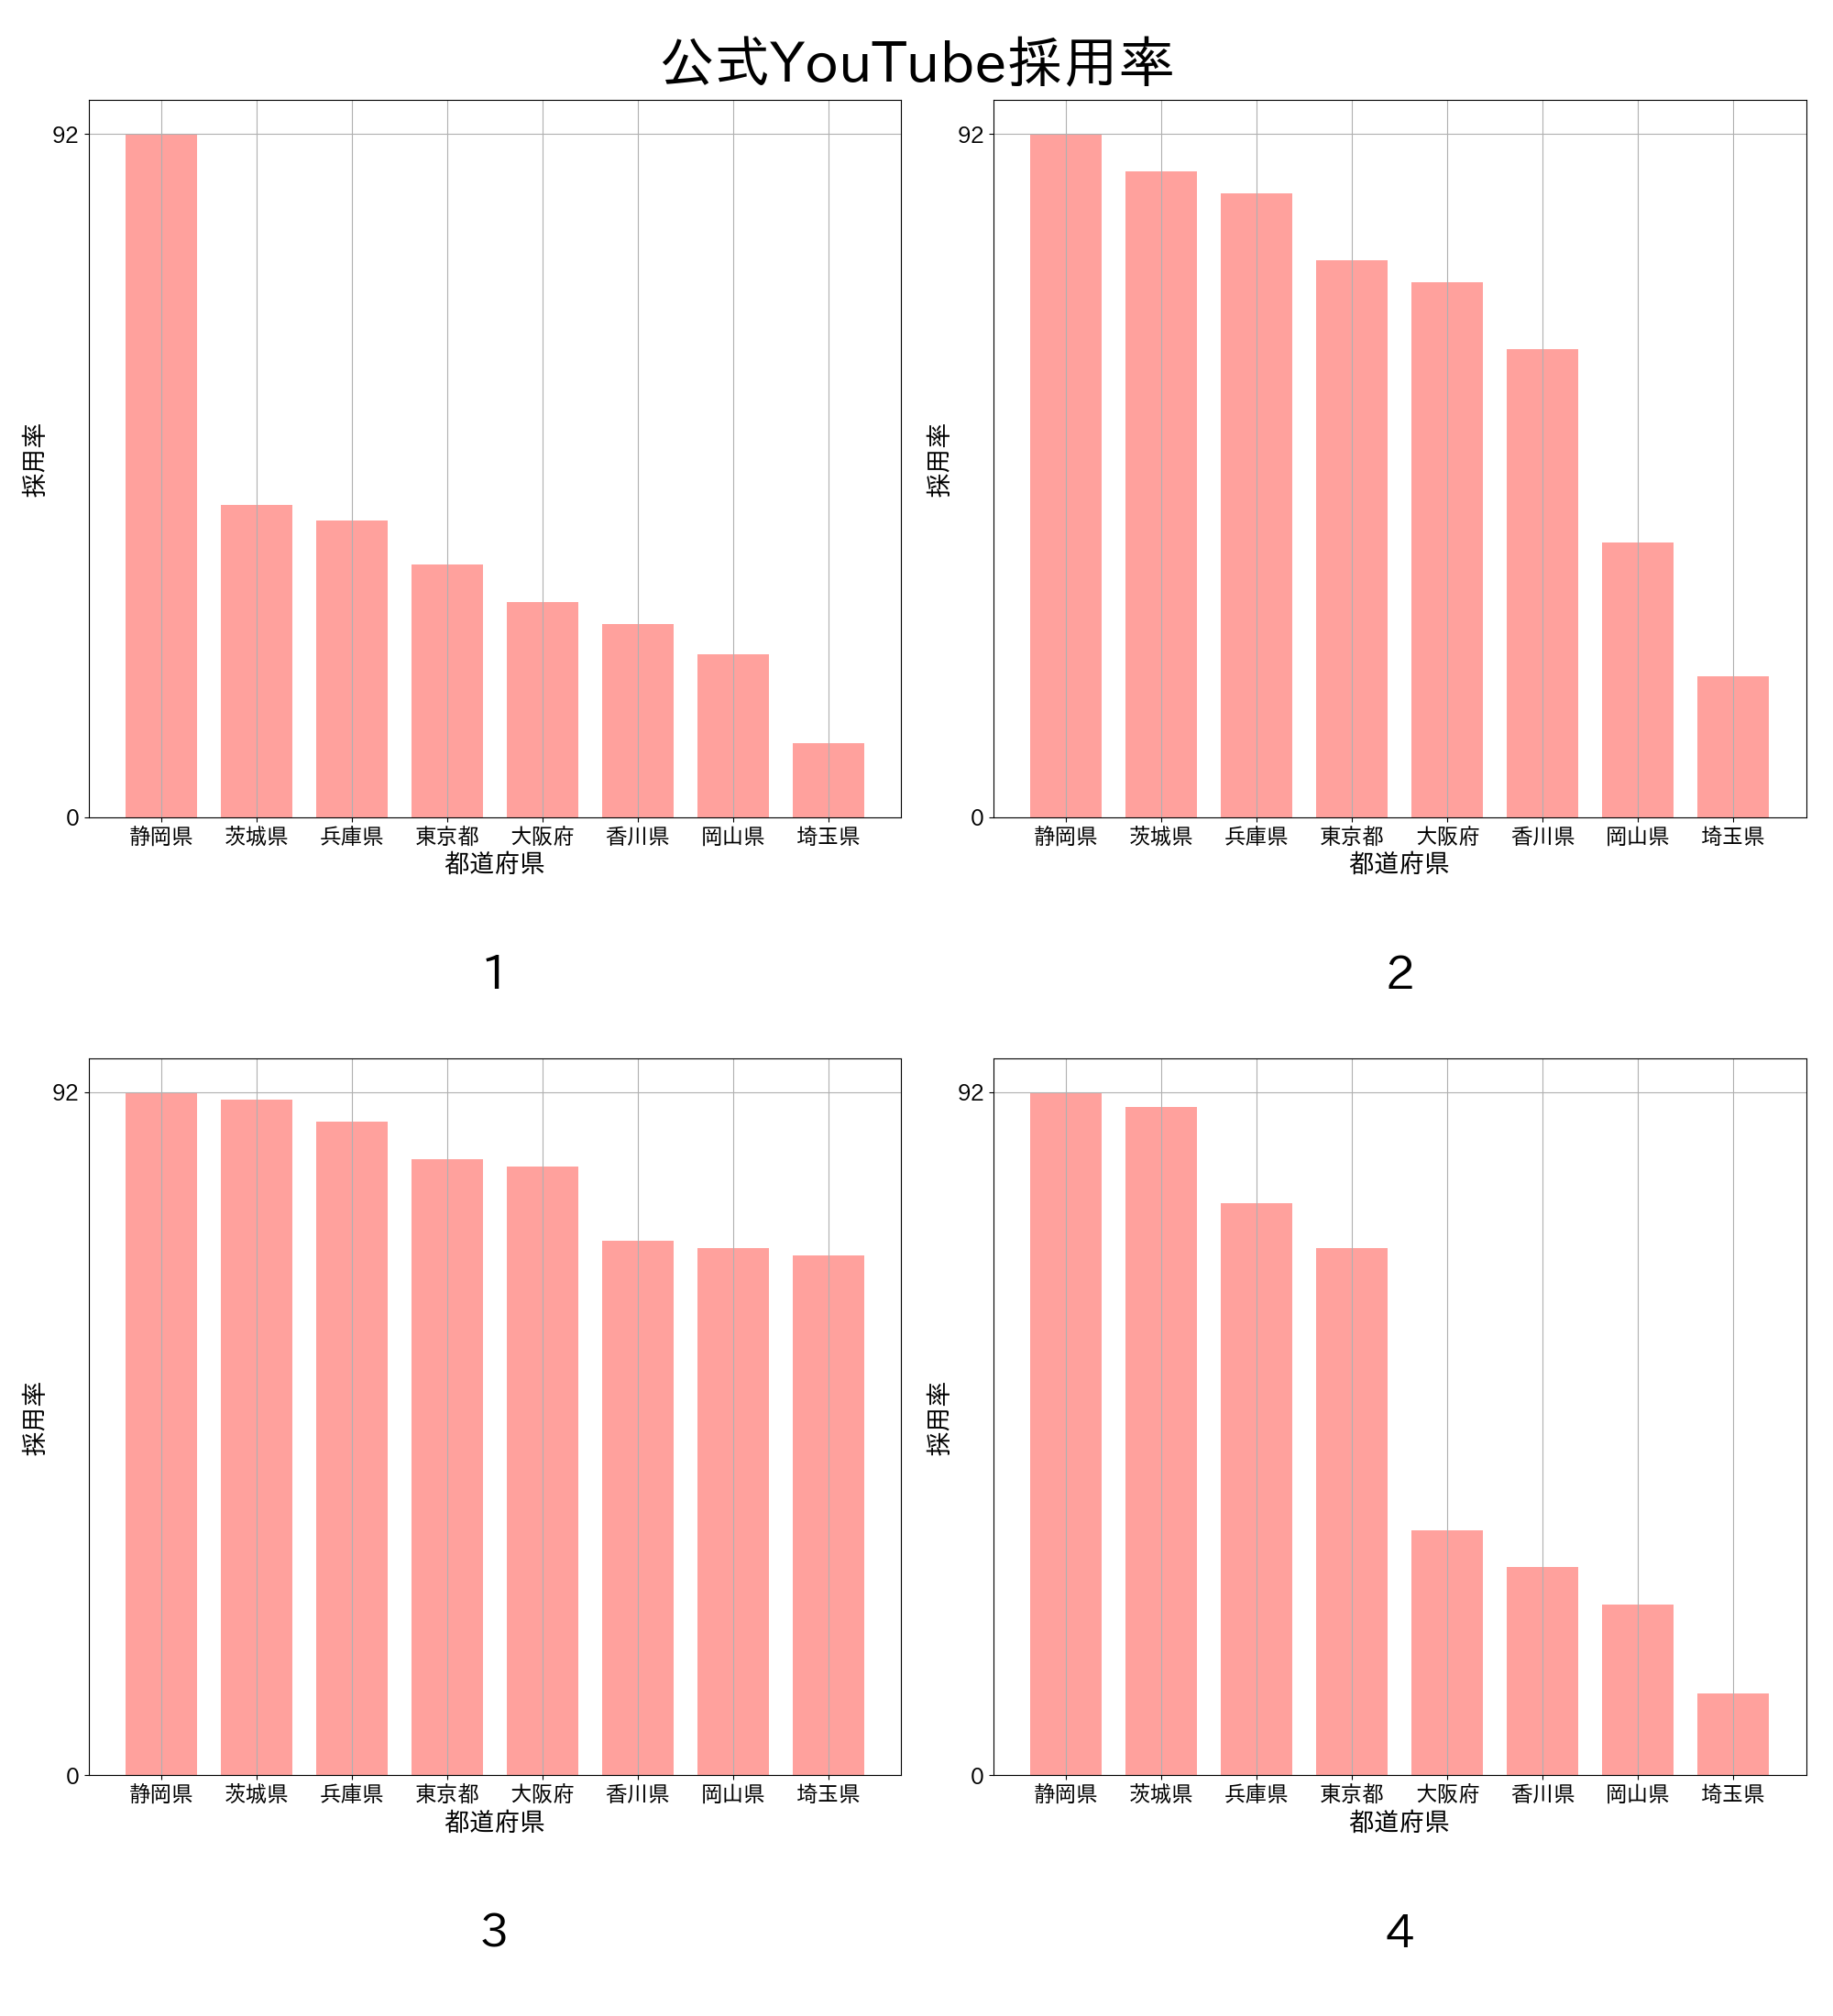 公式YouTube採用率
92
0
採用率
静岡県 茨城県 兵庫県 東京都 大阪府 香川県 岡山県 埼玉県
都道府県
1
92
0
採用率
静岡県 茨城県 兵庫県 東京都 大阪府 香川県 岡山県 埼玉県
都道府県
2
92
0
採用率
静岡県 茨城県 兵庫県 東京都 大阪府 香川県 岡山県 埼玉県
都道府県
3
92
0
採用率
静岡県 茨城県 兵庫県 東京都 大阪府 香川県 岡山県 埼玉県
都道府県
4